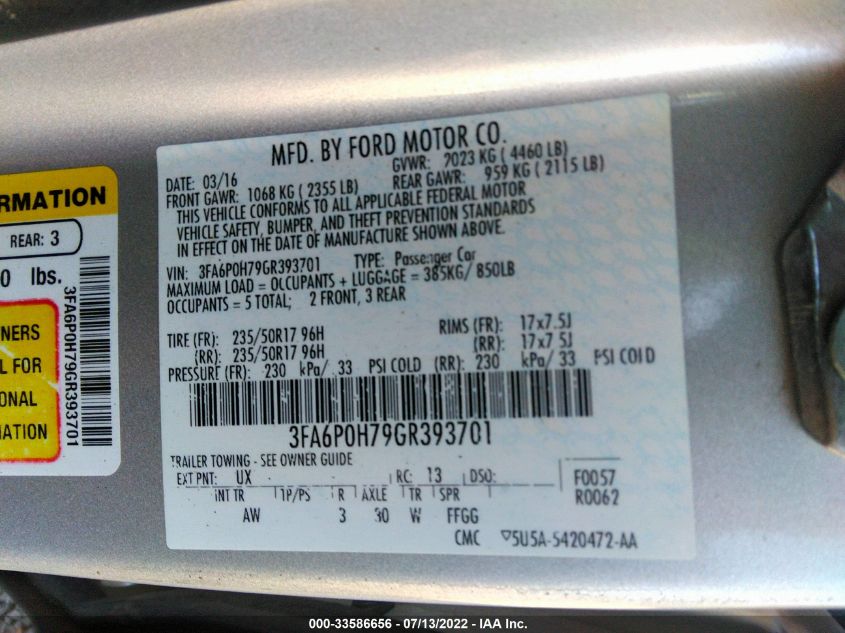 RMATION
REAR: 3
0 lbs.
NERS
L FOR
ONAL
MATION
3FA6P0H79GR393701
MFD. BY FORD MOTOR CO.
DATE: 03/16 GVWR: 2023 KG ( 4460 LB)
FRONT GAWR: 1068 KG ( 2355 LB) REAR GAWR: 959 KG ( 2115 LB)
THIS VEHICLE CONFORMS TO ALL APPLICABLE FEDERAL MOTOR
VEHICLE SAFETY, BUMPER, AND THEFT PREVENTION STANDARDS
IN EFFECT ON THE DATE OF MANUFACTURE SHOWN ABOVE.
VIN: 3FA6P0H79GR393701 TYPE: Passenger Car
MAXIMUM LOAD = OCCUPANTS + LUGGAGE = 385KG/ 850LB
OCCUPANTS = 5 TOTAL; 2 FRONT, 3 REAR
TIRE (FR): 235/50R17 96H RIMS (FR): 17x7.5J
(RR): 235/50R17 96H (RR): 17x7.5J
PRESSURE (FR): 230 kPa/ 33 PSI COLD (RR): 230 kPa/ 33 PSI COLD
3FA6P0H79GR393701
TRAILER TOWING - SEE OWNER GUIDE
EXT PNT: UX RC: 13 DSO: F0057
INT TR TP/PS R AXLE TR SPR R0062
AW 3 30 W FFGG
CMC 5U5A-5420472-AA
000-33586656 - 07/13/2022 - IAA Inc.